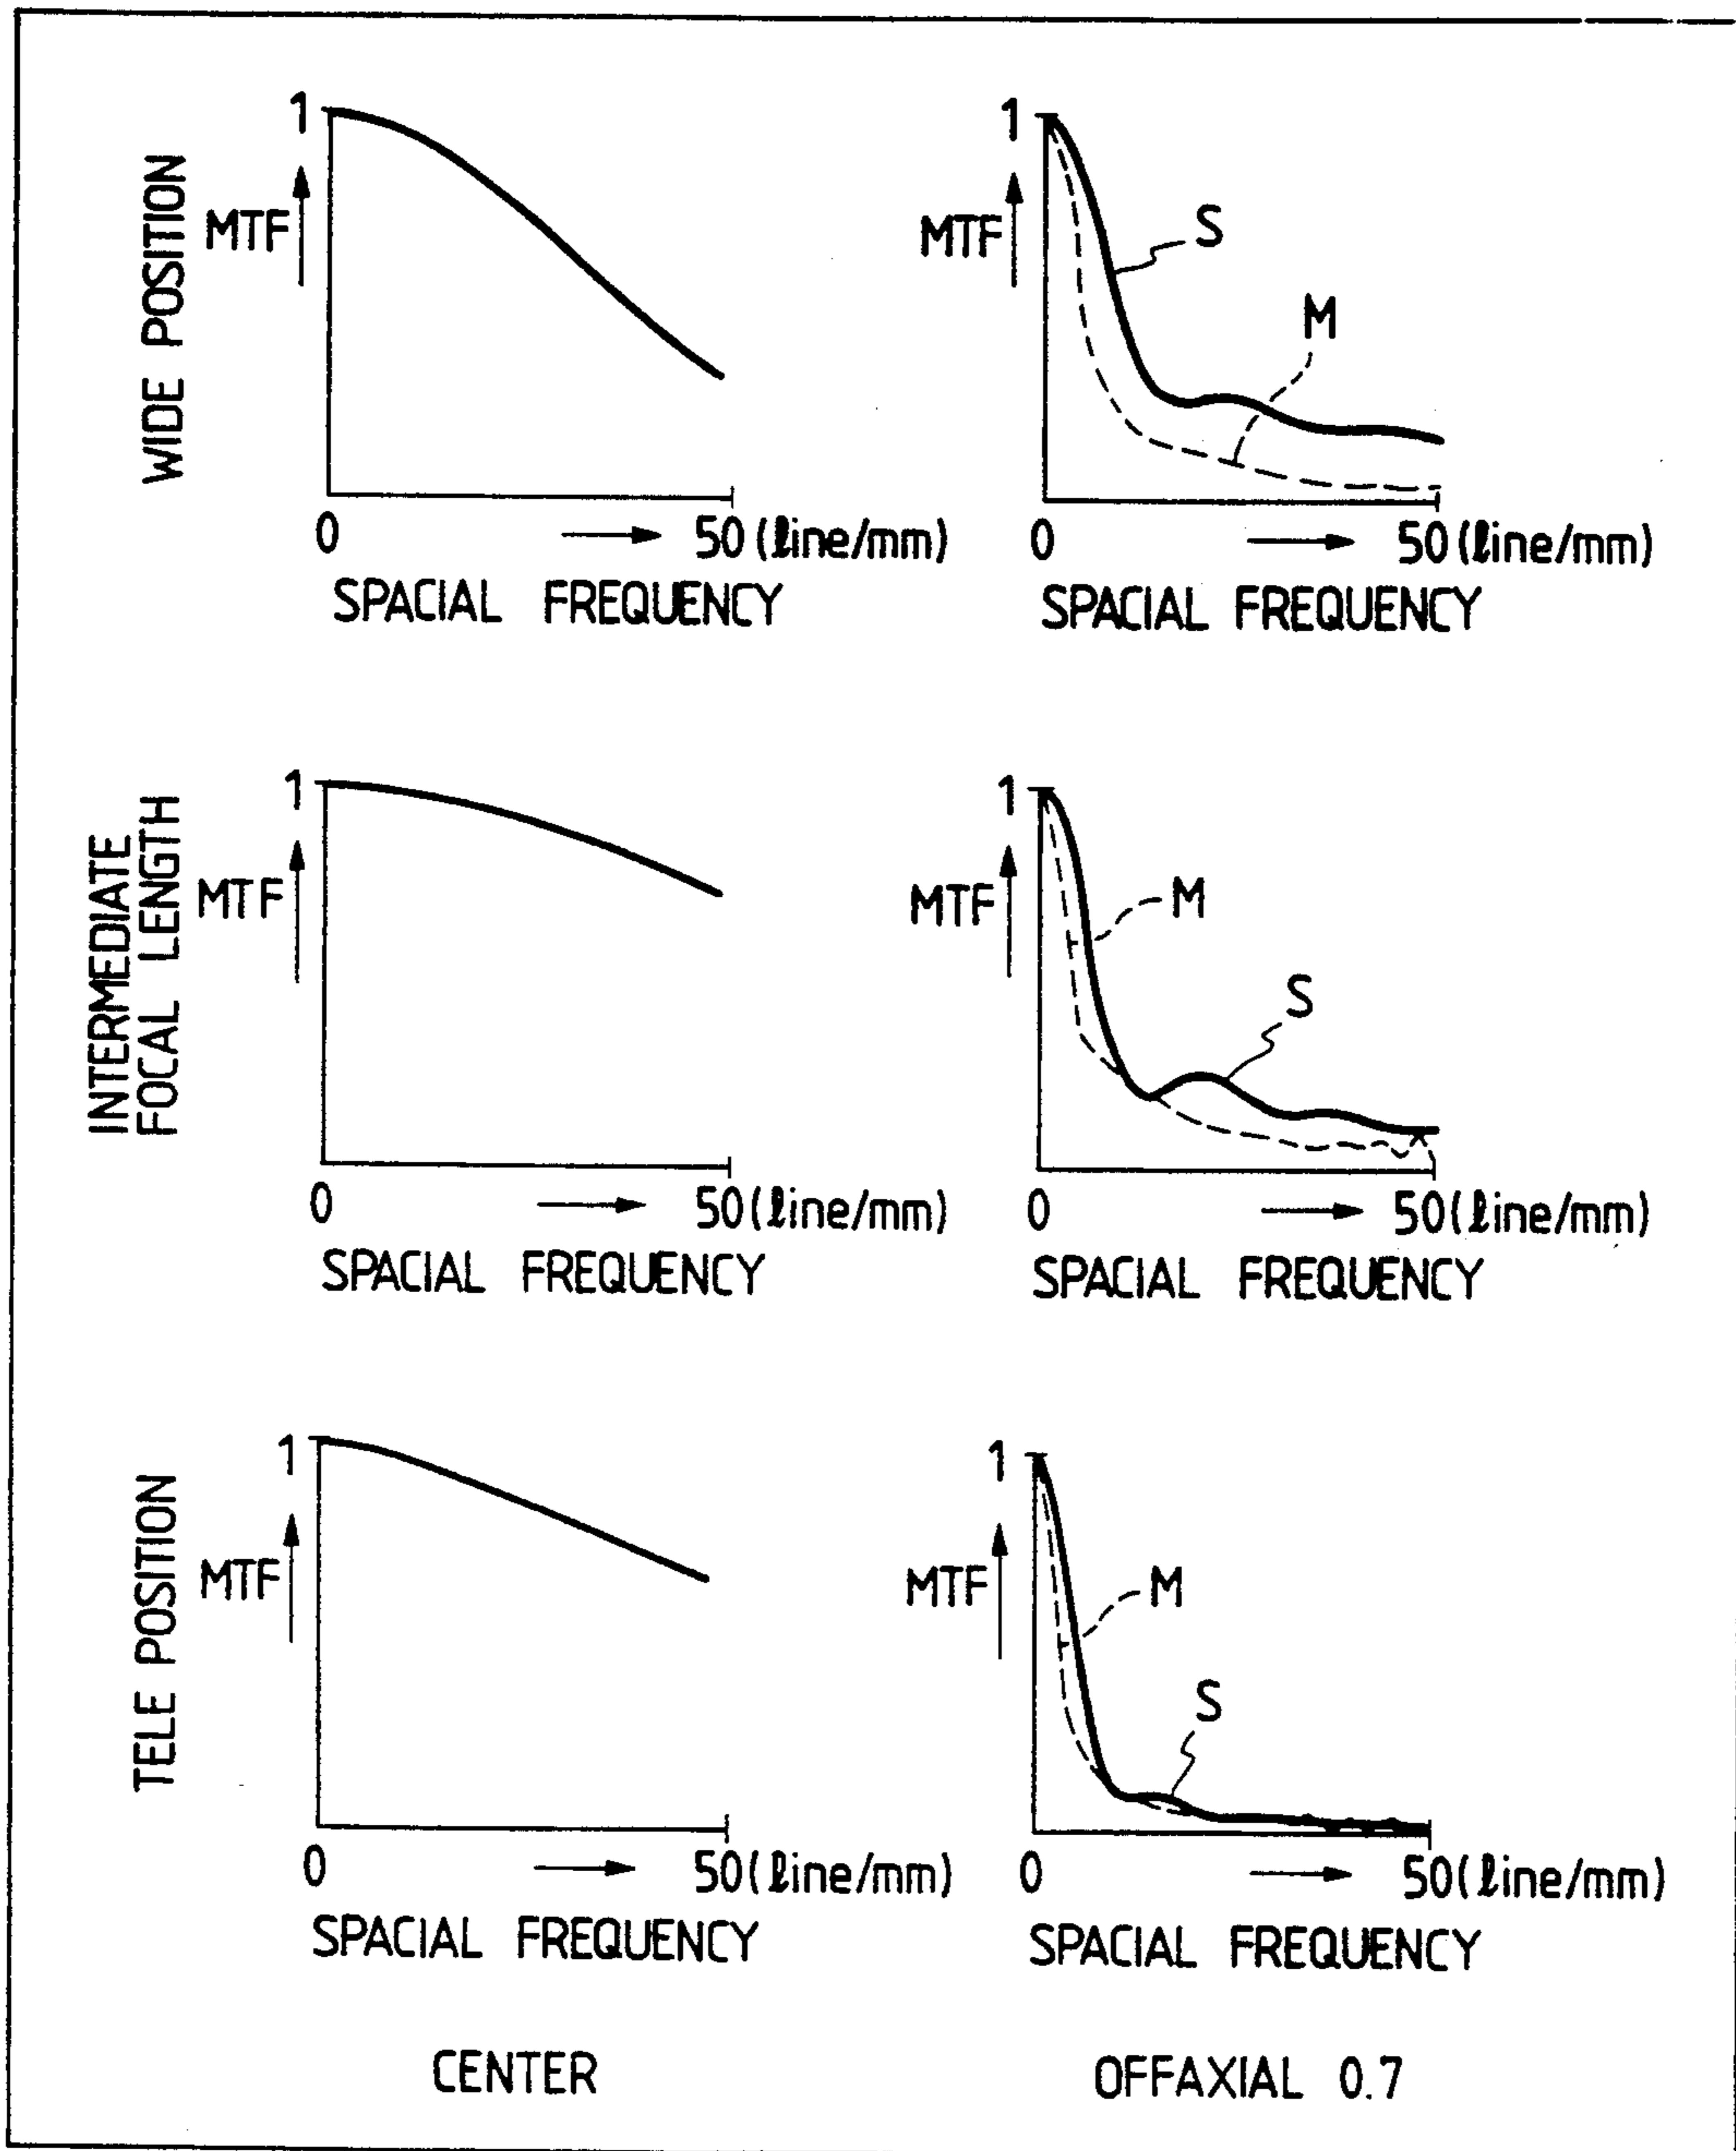 WIDE POSITION
1
MTF
0
50 (line/mm)
SPACIAL FREQUENCY
1
MTF
S
M
0
50 (line/mm)
SPACIAL FREQUENCY
INTERMEDIATE
FOCAL LENGTH
1
MTF
0
50 (line/mm)
SPACIAL FREQUENCY
1
MTF
M
S
0
50 (line/mm)
SPACIAL FREQUENCY
TELE POSITION
1
MTF
0
50 (line/mm)
SPACIAL FREQUENCY
1
MTF
M
S
0
50 (line/mm)
SPACIAL FREQUENCY
CENTER
OFFAXIAL 0.7